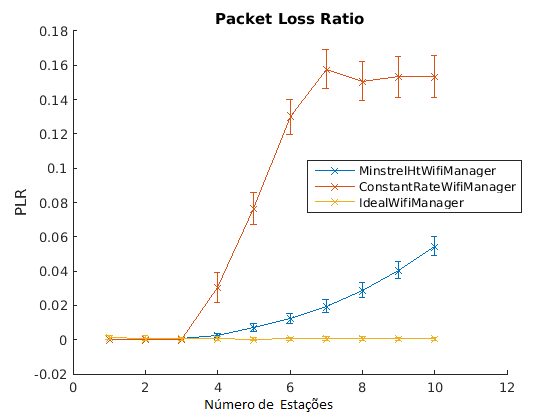 Packet Loss Ratio
0.18
0.16
0.14
0.12
0.1
0.08
0.06
0.04
0.02
0
-0.02
PLR
MinstrelHtWifiManager
ConstantRateWifiManager
IdealWifiManager
0 2 4 6 8 10 12
Número de Estações